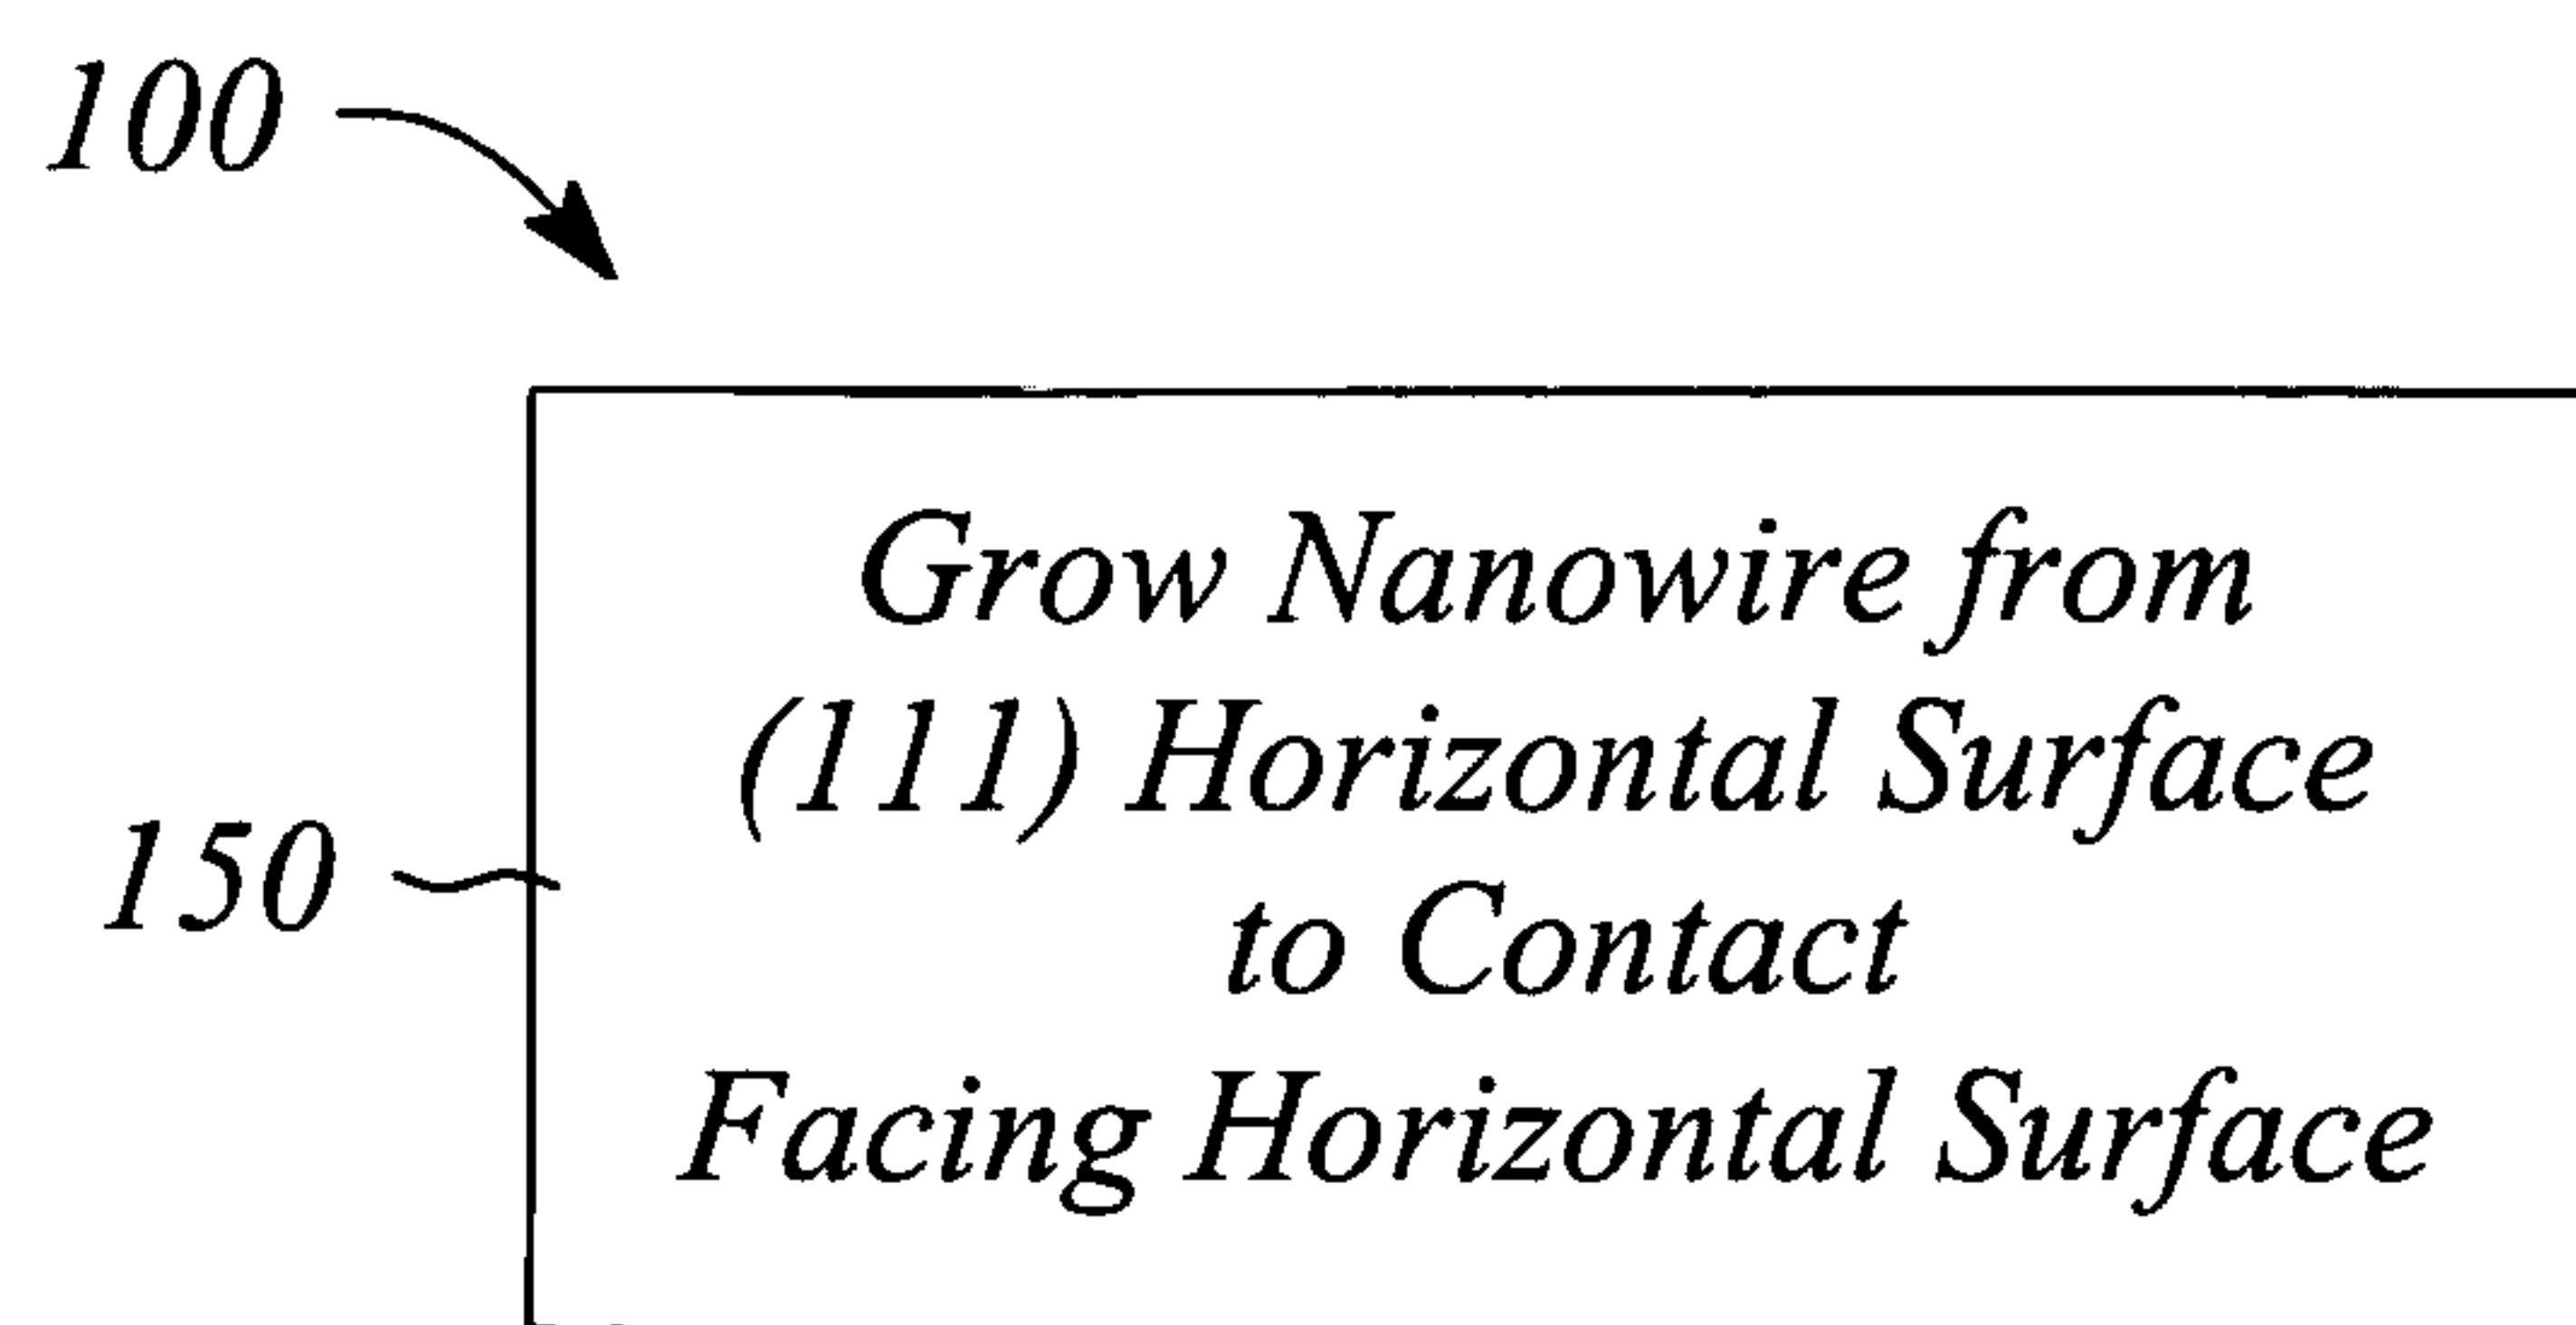 100
Grow Nanowire from
(111) Horizontal Surface
150
to Contact
Facing Horizontal Surface